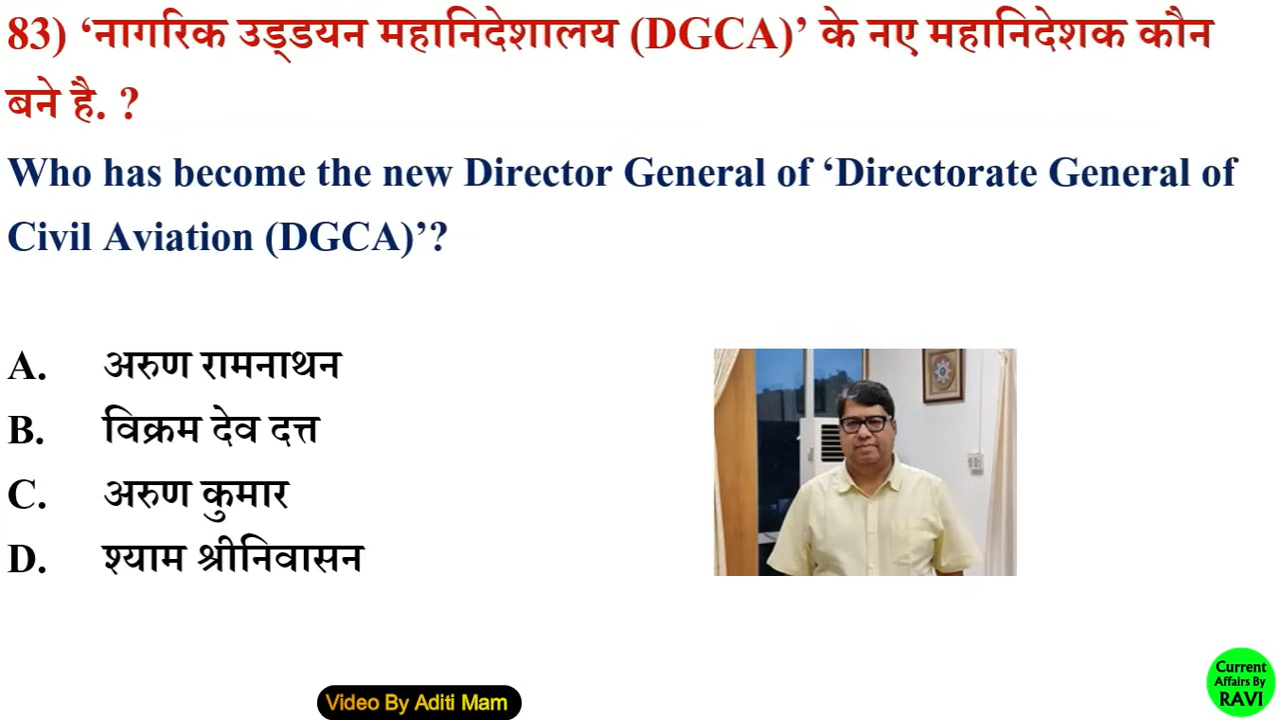 83) ‘नागरिक उड्डयन महानिदेशालय (DGCA)’ के नए महानिदेशक कौन
बने है. ?
Who has become the new Director General of ‘Directorate General of
Civil Aviation (DGCA)’?
A. अरुण रामनाथन
B. विक्रम देव दत्त
C. अरुण कुमार
D. श्याम श्रीनिवासन
Video By Aditi Mam
Current
Affairs By
RAVI